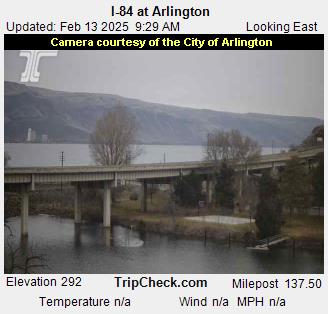 I-84 at Arlington
Updated: Feb 13 2025 9:29 AM Looking East
Camera courtesy of the City of Arlington
Elevation 292 TripCheck.com Milepost 137.50
Temperature n/a Wind n/a MPH n/a